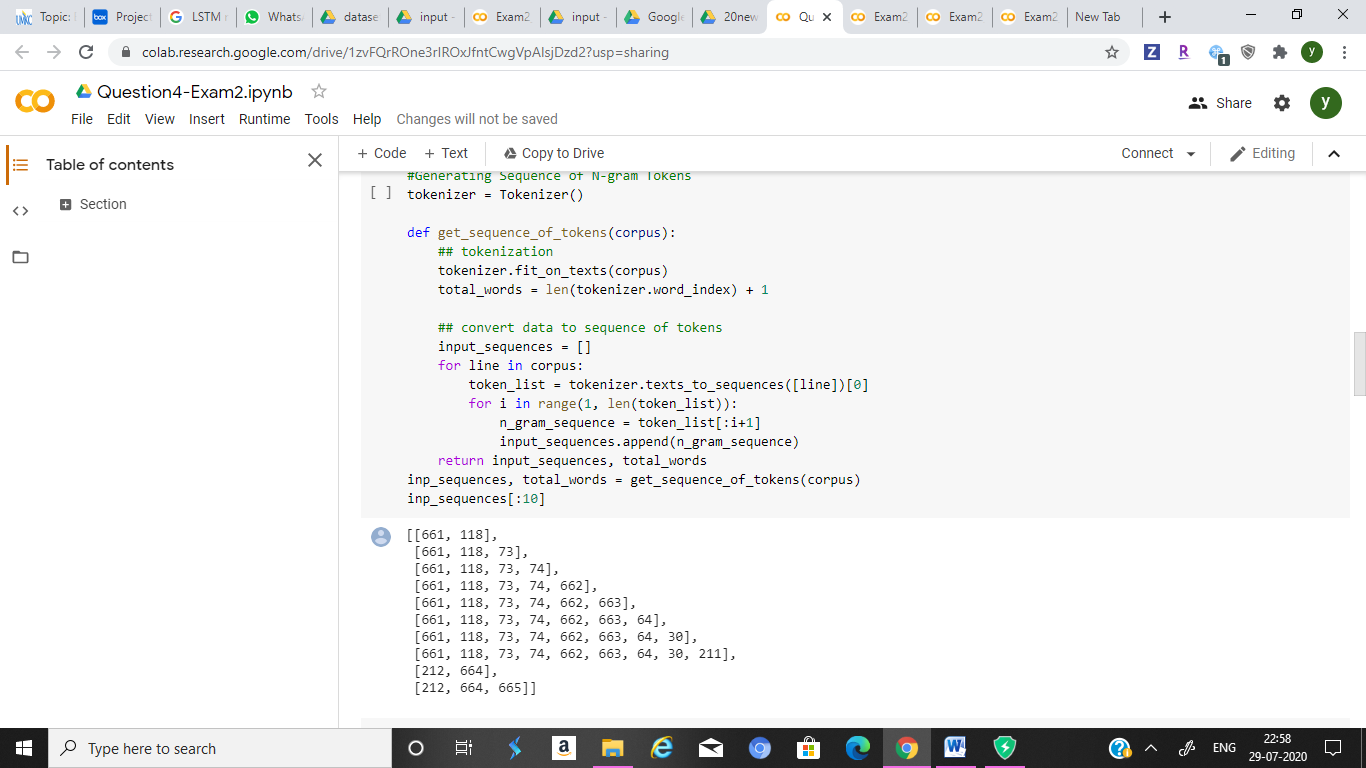 Topic:
Project
LSTM
Whats
datase
input -
Exam2
input -
Google
20new
Qu
Exam2
Exam2
Exam2
New Tab
colab.research.google.com/drive/1zvFQrROne3rIROxJfntCwgVpAIsjDzd2?usp=sharing
Question4-Exam2.ipynb
Share
y
File Edit View Insert Runtime Tools Help Changes will not be saved
Table of contents
+ Code + Text Copy to Drive Connect Editing
Section
#Generating Sequence of N-gram Tokens
[ ] tokenizer = Tokenizer()
def get_sequence_of_tokens(corpus):
## tokenization
tokenizer.fit_on_texts(corpus)
total_words = len(tokenizer.word_index) + 1
## convert data to sequence of tokens
input_sequences = []
for line in corpus:
token_list = tokenizer.texts_to_sequences([line])[0]
for i in range(1, len(token_list)):
n_gram_sequence = token_list[:i+1]
input_sequences.append(n_gram_sequence)
return input_sequences, total_words
inp_sequences, total_words = get_sequence_of_tokens(corpus)
inp_sequences[:10]
[[661, 118],
[661, 118, 73],
[661, 118, 73, 74],
[661, 118, 73, 74, 662],
[661, 118, 73, 74, 662, 663],
[661, 118, 73, 74, 662, 663, 64],
[661, 118, 73, 74, 662, 663, 64, 30],
[661, 118, 73, 74, 662, 663, 64, 30, 211],
[212, 664],
[212, 664, 665]]
Type here to search
ENG
22:58
29-07-2020